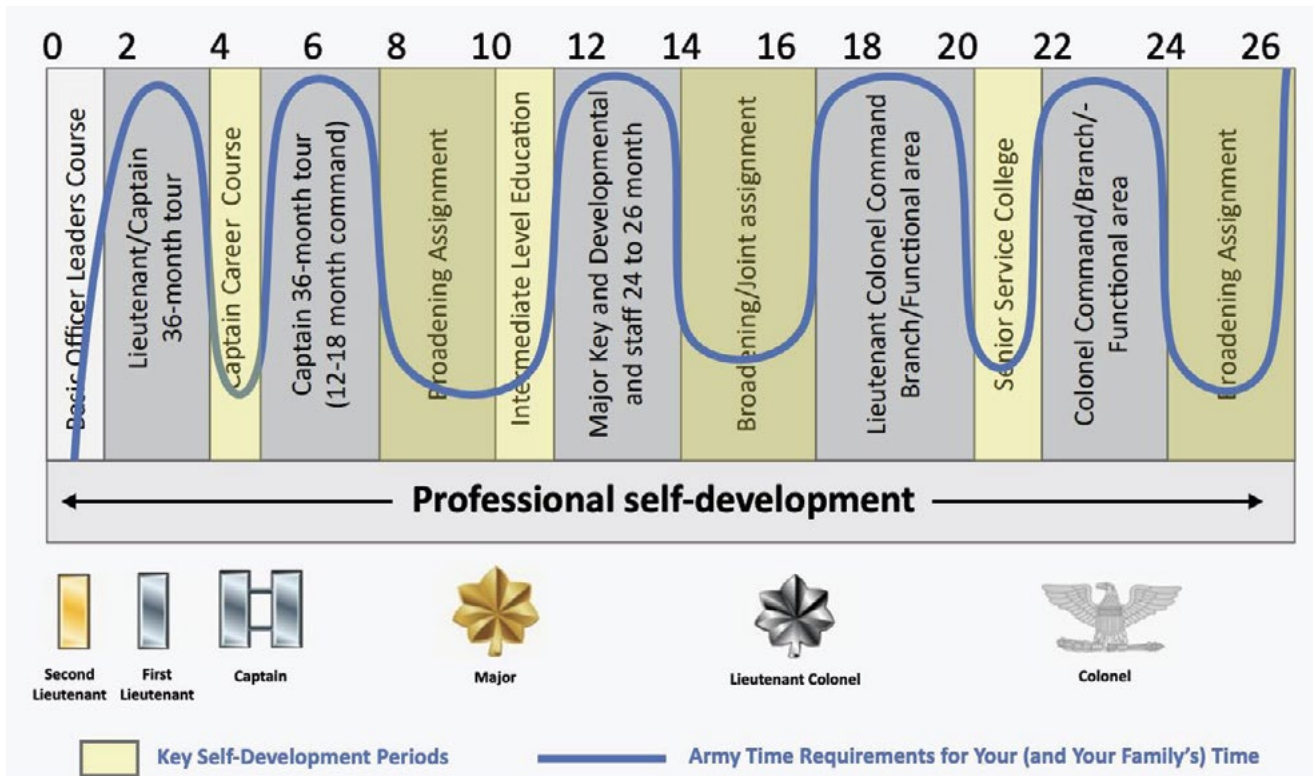 0 2 4 6 8 10 12 14 16 18 20 22 24 26
Basic Officer Leaders Course
Lieutenant/Captain
36-month tour
Captain Career Course
Captain 36-month tour
(12-18 month command)
Broadening Assignment
Intermediate Level Education
Major Key and Developmental
and staff 24 to 26 month
Broadening/Joint assignment
Lieutenant Colonel Command
Branch/Functional area
Senior Service College
Colonel Command/Branch/-
Functional area
Broadening Assignment
Professional self-development
Second
Lieutenant
First
Lieutenant
Captain
Major
Lieutenant Colonel
Colonel
Key Self-Development Periods
Army Time Requirements for Your (and Your Family's) Time